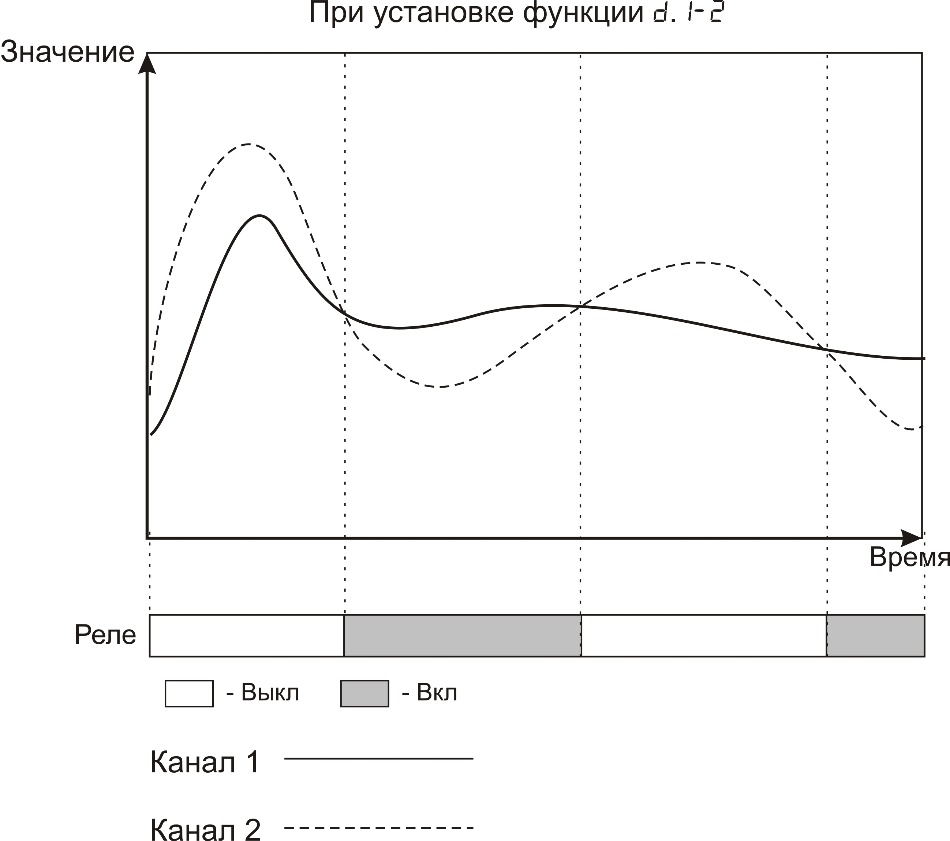 При установке функции d. 1-2
Значение
Время
Реле
- Выкл - Вкл
Канал 1
Канал 2